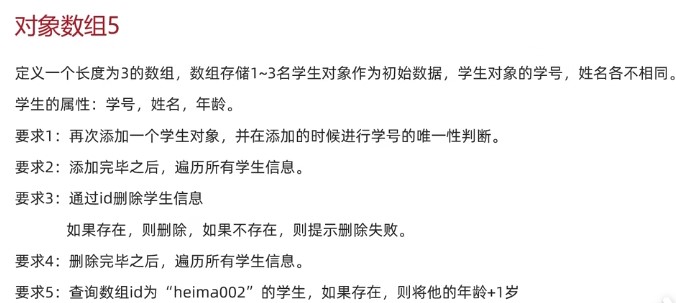 对象数组5
定义一个长度为3的数组，数组存储1~3名学生对象作为初始数据，学生对象的学号，姓名各不相同。
学生的属性：学号，姓名，年龄。
要求1：再次添加一个学生对象，并在添加的时候进行学号的唯一性判断。
要求2：添加完毕之后，遍历所有学生信息。
要求3：通过id删除学生信息
如果存在，则删除，如果不存在，则提示删除失败。
要求4：删除完毕之后，遍历所有学生信息。
要求5：查询数组id为“heima002”的学生，如果存在，则将他的年龄+1岁